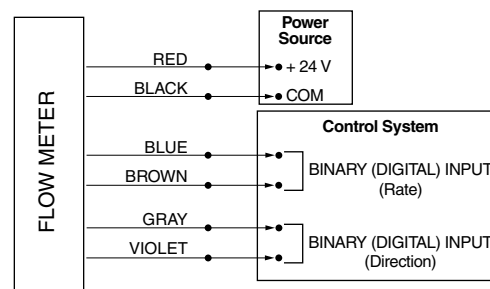 FLOW METER
Power
Source
RED
+ 24 V
BLACK
COM
Control System
BLUE
BROWN
BINARY (DIGITAL) INPUT
(Rate)
GRAY
VIOLET
BINARY (DIGITAL) INPUT
(Direction)